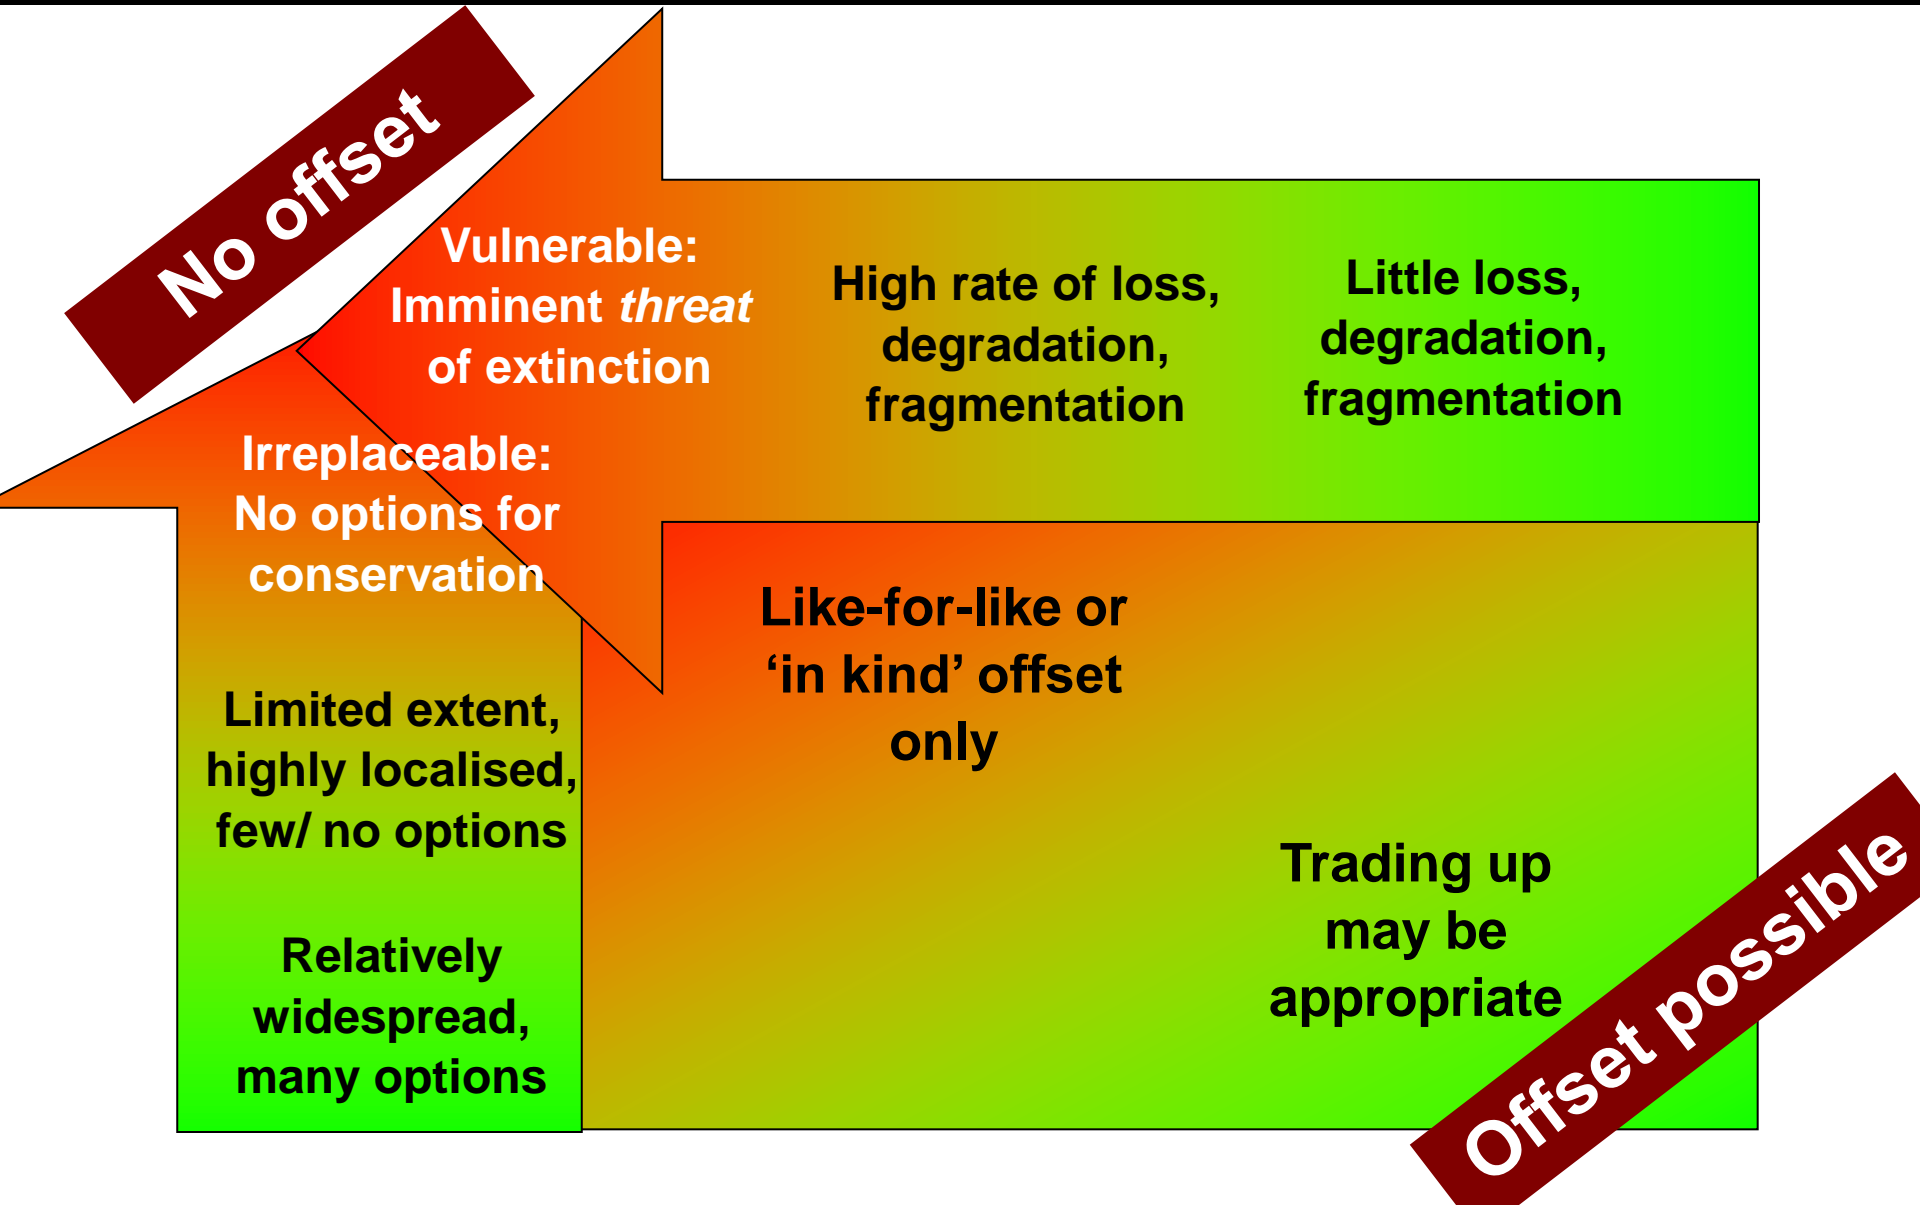 No offset
Vulnerable:
Imminent threat
of extinction
High rate of loss,
degradation,
fragmentation
Little loss,
degradation,
fragmentation
Irreplaceable:
No options for
conservation
Limited extent,
highly localised,
few/ no options
Relatively
widespread,
many options
Like-for-like or
‘in kind’ offset
only
Trading up
may be
appropriate
Offset possible